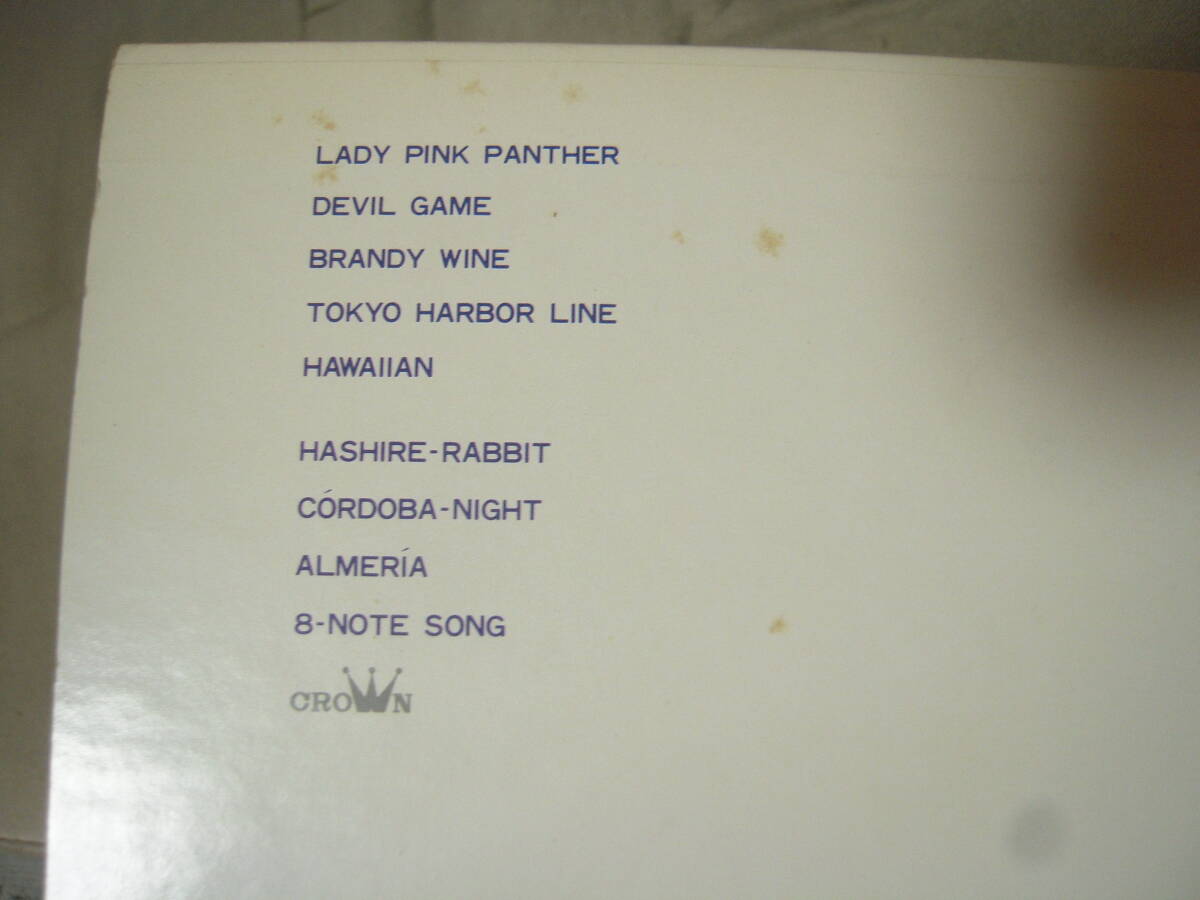 LADY PINK PANTHER
DEVIL GAME
BRANDY WINE
TOKYO HARBOR LINE
HAWAIIAN
HASHIRE-RABBIT
CÓRDOBA-NIGHT
ALMERÍA
8-NOTE SONG
CROWN